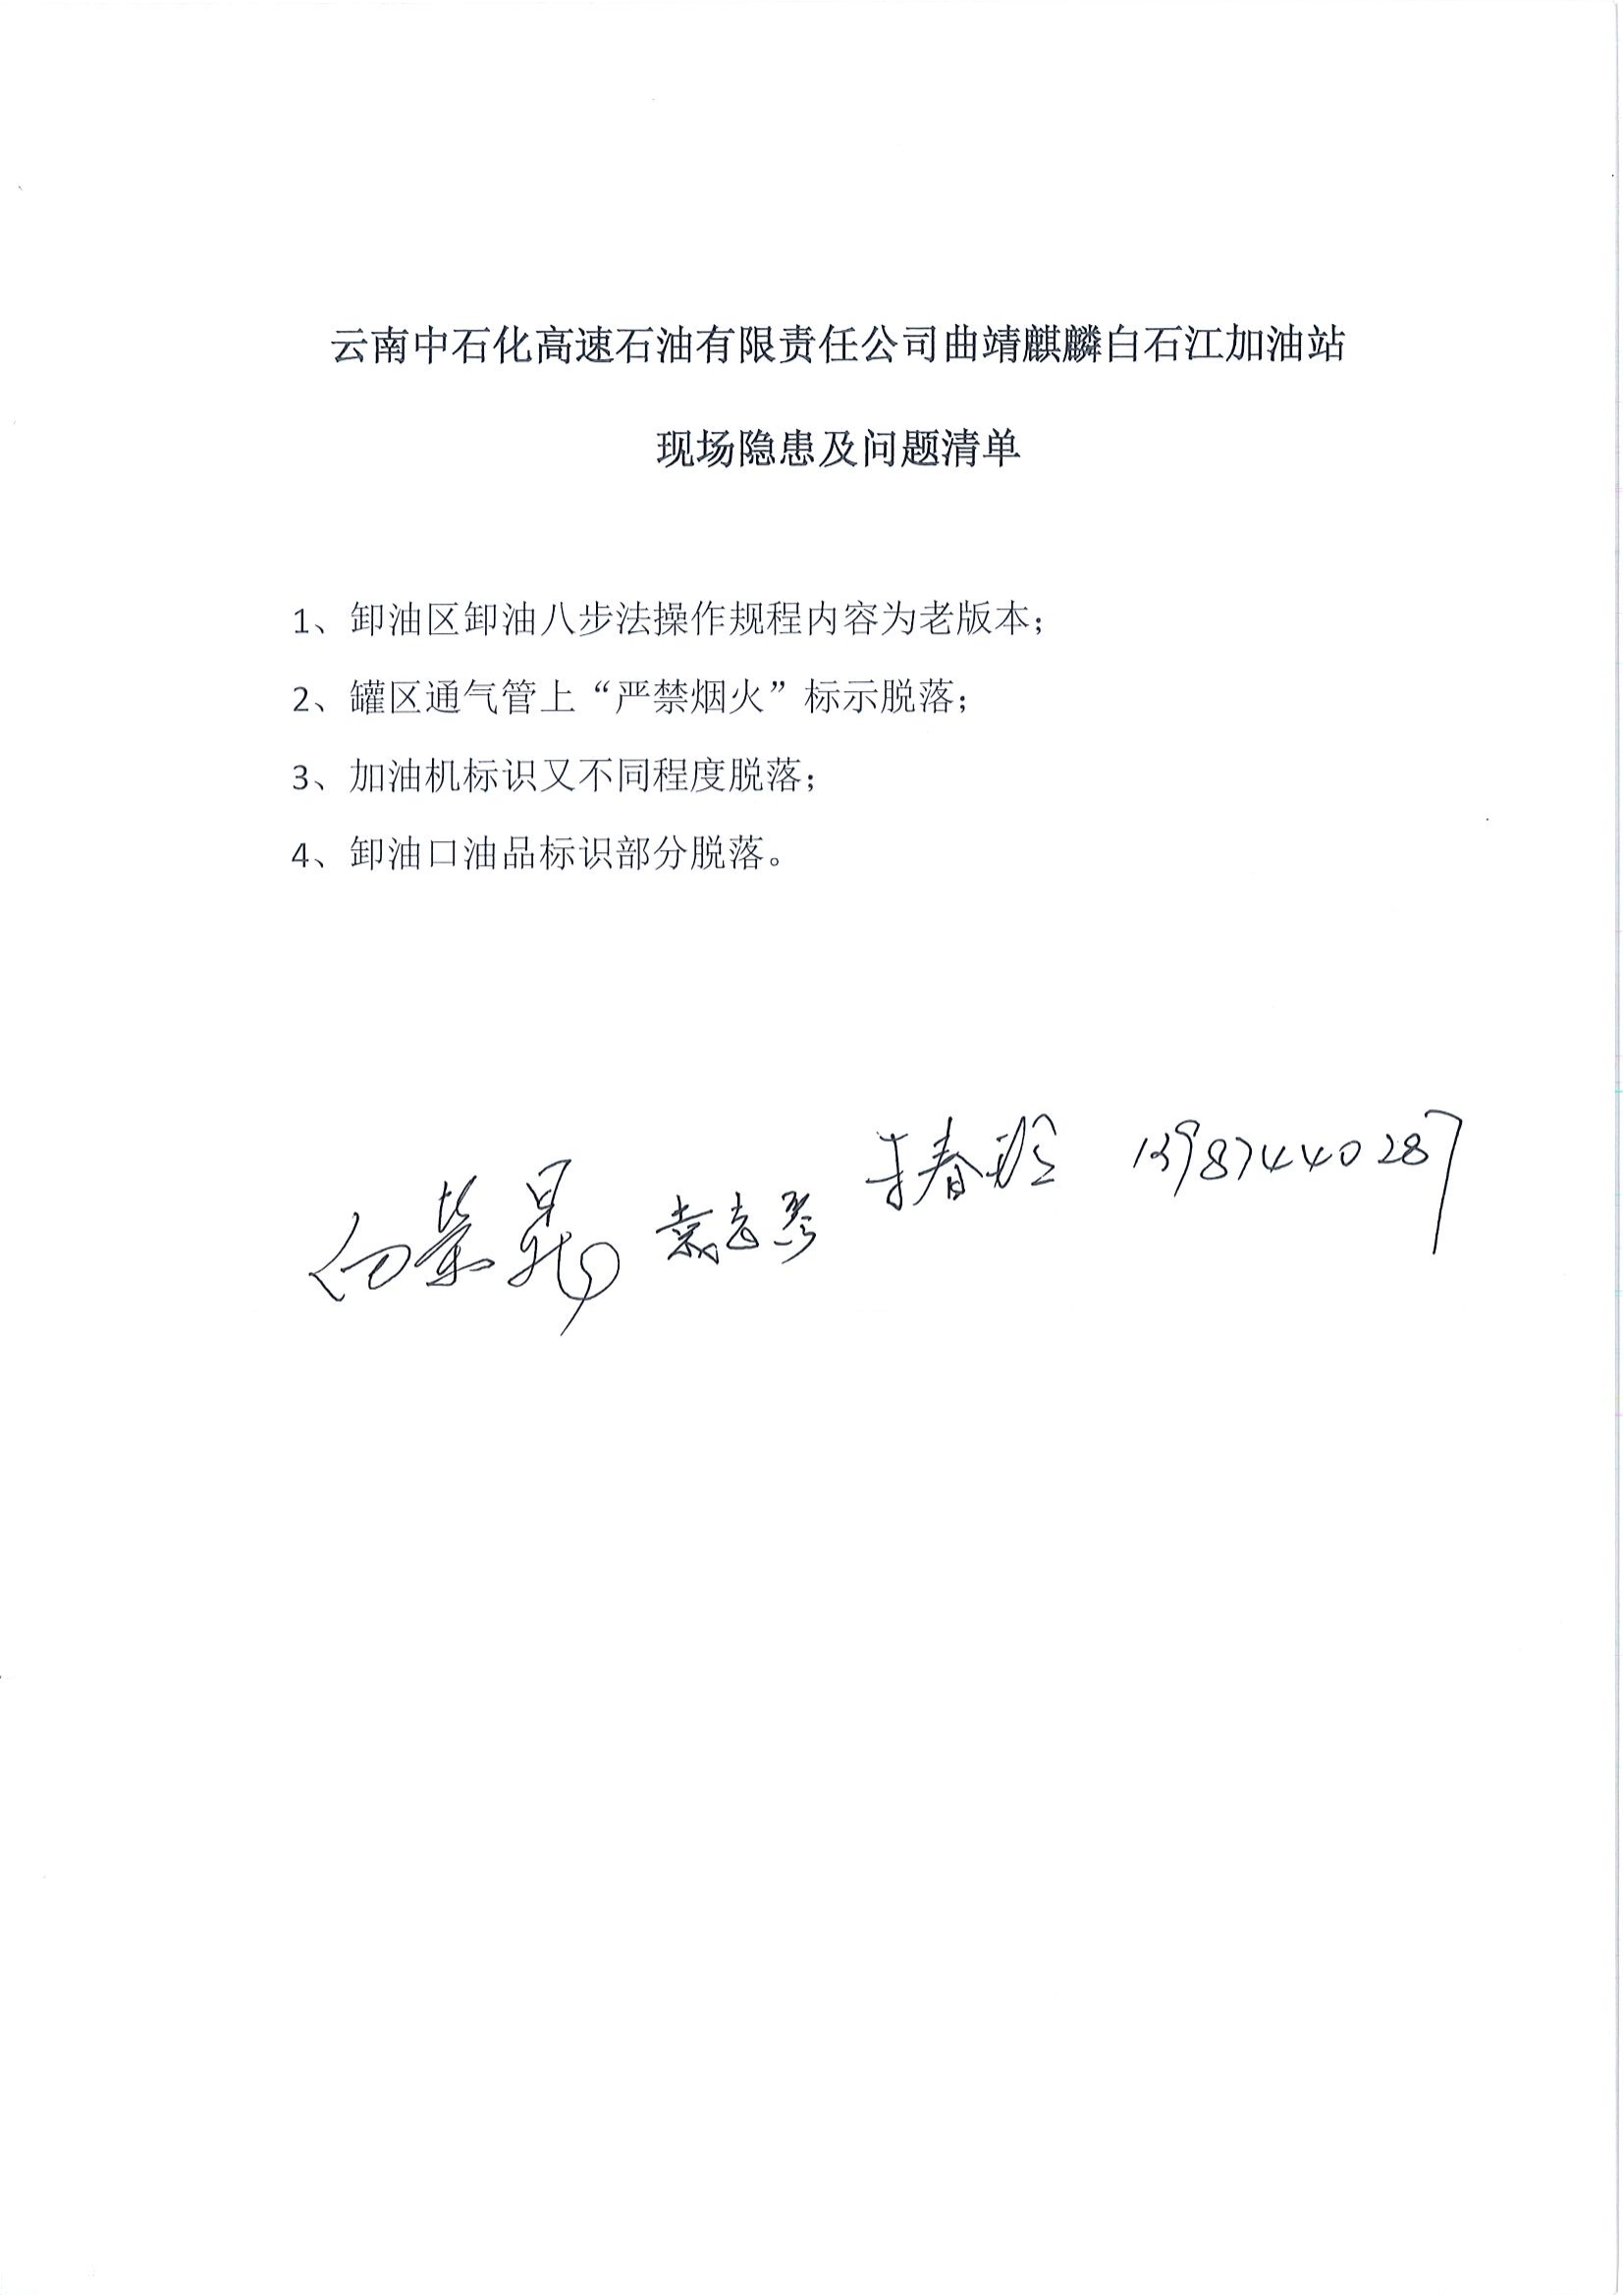 云南中石化高速石油有限责任公司曲靖麒麟白石江加油站
现场隐患及问题清单
1、卸油区卸油八步法操作规程内容为老版本；
2、罐区通气管上“严禁烟火”标示脱落；
3、加油机标识又不同程度脱落；
4、卸油口油品标识部分脱落。
春玲 13987440287